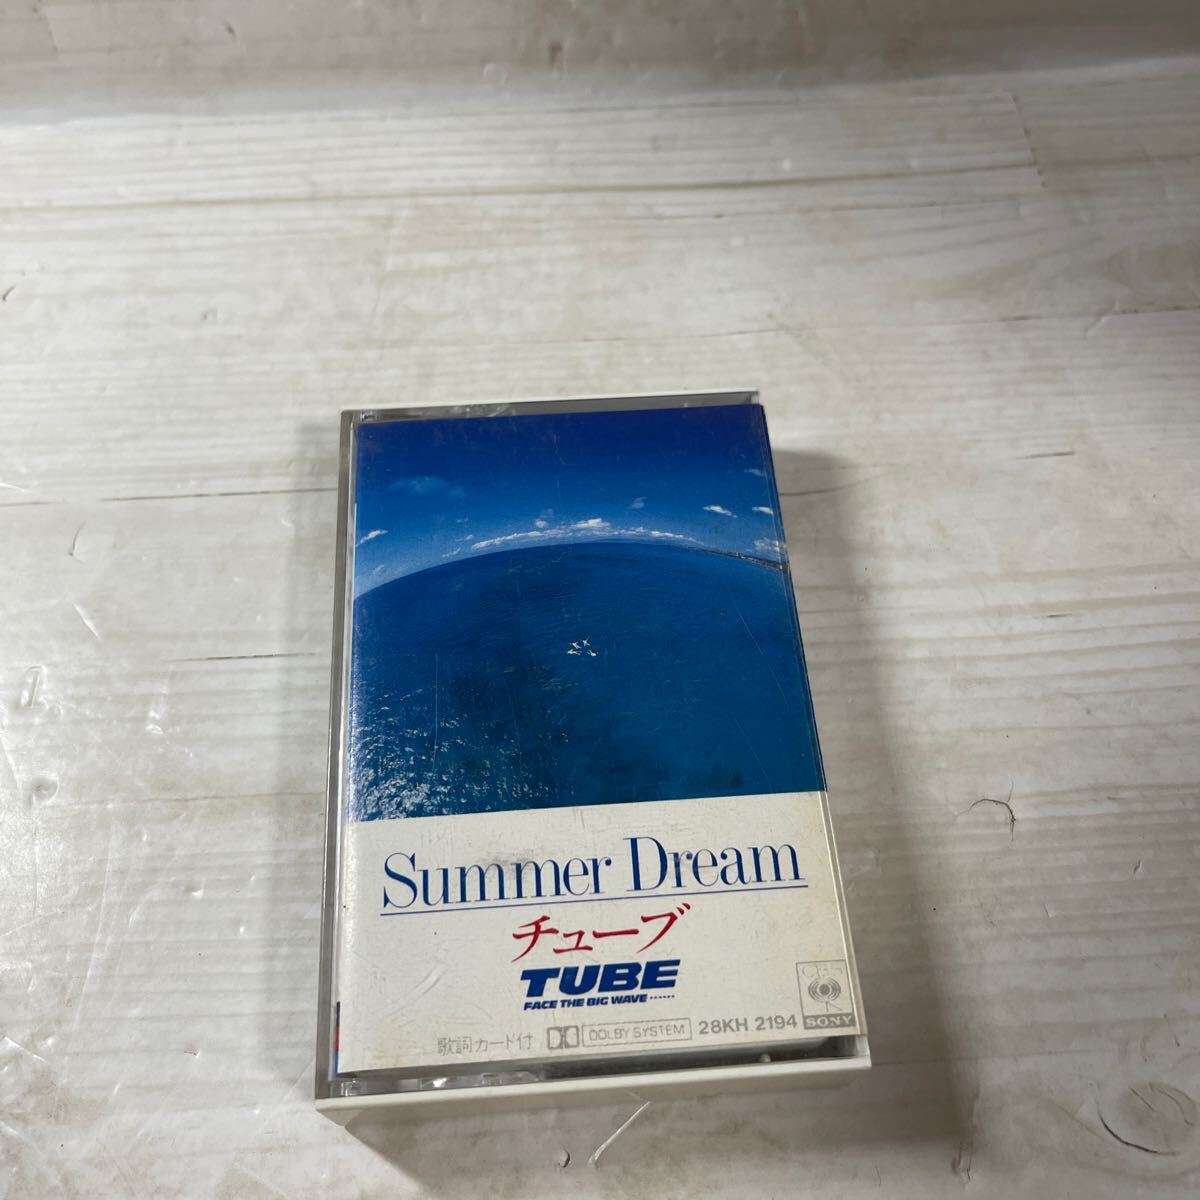 Summer Dream
チューブ
TUBE
FACE THE BIG WAVE……
歌詞カード付 DOLBY SYSTEM 28KH 2194
CBS
SONY